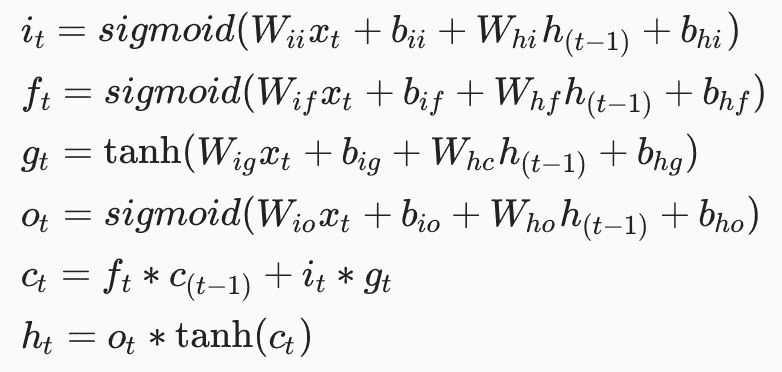 i_t = sigmoid(W_{ii}x_t + b_{ii} + W_{hi}h_{(t−1)} + b_{hi})
f_t = sigmoid(W_{if}x_t + b_{if} + W_{hf}h_{(t−1)} + b_{hf})
g_t = tanh(W_{ig}x_t + b_{ig} + W_{hc}h_{(t−1)} + b_{hg})
o_t = sigmoid(W_{io}x_t + b_{io} + W_{ho}h_{(t−1)} + b_{ho})
c_t = f_t * c_{(t−1)} + i_t * g_t
h_t = o_t * tanh(c_t)